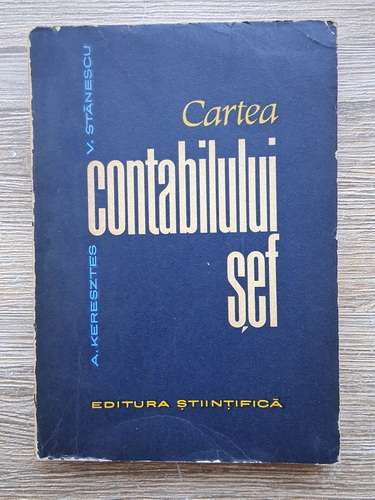 A. KERESZTES V. STĂNESCU
Cartea
contabilului
șef
EDITURA ȘTIINȚIFICĂ